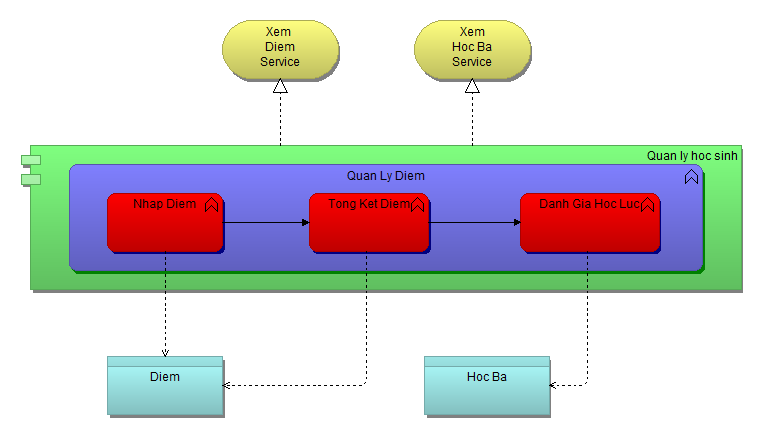 Xem
Diem
Service
Xem
Hoc Ba
Service
Quan ly hoc sinh
Quan Ly Diem
Nhap Diem
Tong Ket Diem
Danh Gia Hoc Luc
Diem
Hoc Ba